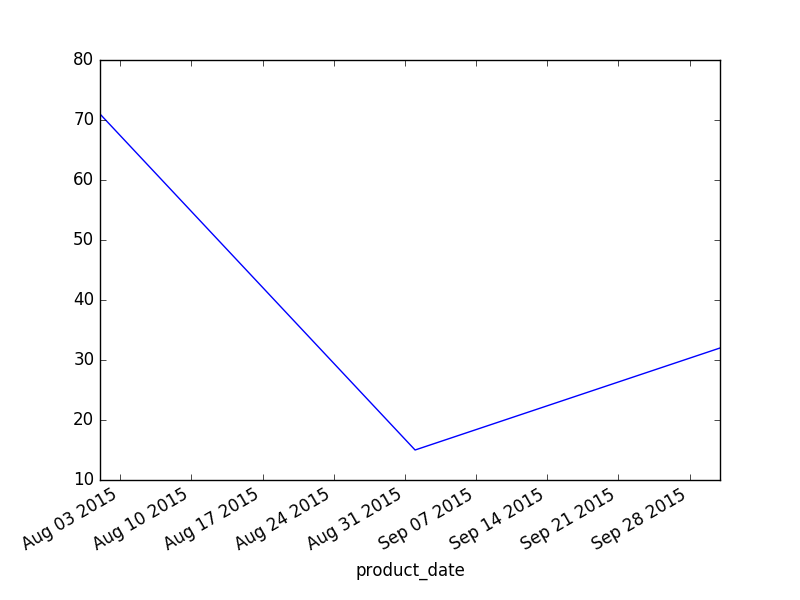 80
70
60
50
40
30
20
10
Aug 03 2015
Aug 10 2015
Aug 17 2015
Aug 24 2015
Aug 31 2015
Sep 07 2015
Sep 14 2015
Sep 21 2015
Sep 28 2015
product_date